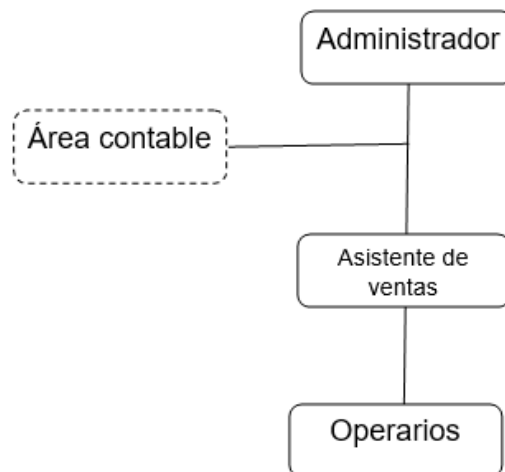 Administrador
Área contable
Asistente de
ventas
Operarios